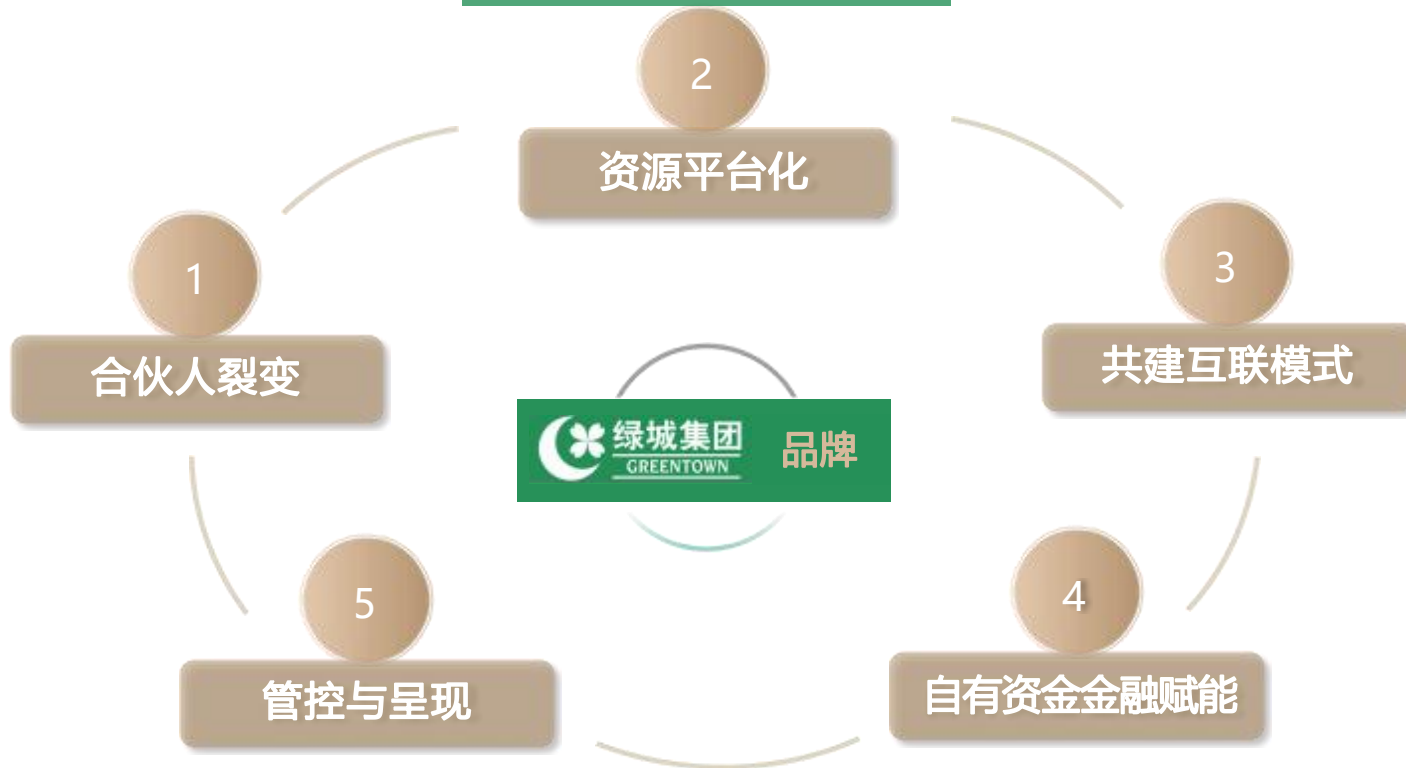 2
资源平台化
1
合伙人裂变
3
共建互联模式
绿城集团
GREENTOWN
品牌
5
管控与呈现
4
自有资金金融赋能